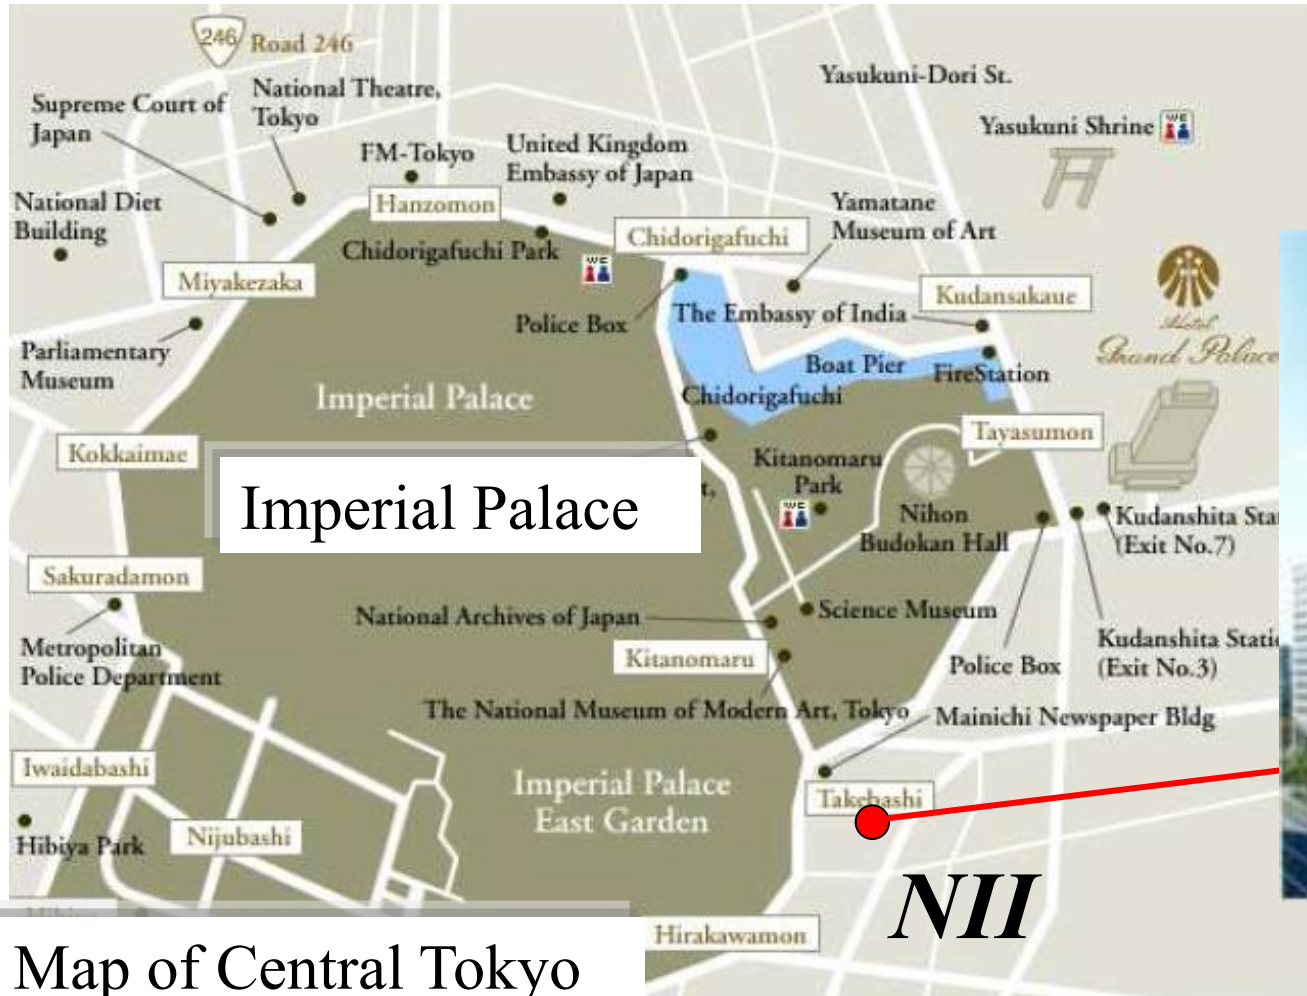 246 Road 246
Yasukuni-Dori St.
Supreme Court of
Japan
National Theatre,
Tokyo
Yasukuni Shrine
FM-Tokyo
United Kingdom
Embassy of Japan
National Diet
Building
Hanzomon
Yamatane
Museum of Art
Chidorigafuchi
Chidorigafuchi Park
Miyakezaka
Kudansakaue
Police Box
The Embassy of India
Hotel
Grand Palace
Parliamentary
Museum
Boat Pier
FireStation
Imperial Palace
Chidorigafuchi
Kokkaimae
Tayasumon
Imperial Palace
Kitanomaru
Park
Nihon
Budokan Hall
Kudanshita Sta
(Exit No.7)
Sakuradamon
National Archives of Japan
Science Museum
Metropolitan
Police Department
Kitanomaru
Police Box
Kudanshita Stati
(Exit No.3)
The National Museum of Modern Art, Tokyo
Mainichi Newspaper Bldg
Iwaidabashi
Imperial Palace
East Garden
Takebashi
Hibiya Park
Nijubashi
NII
Hirakawamon
Map of Central Tokyo